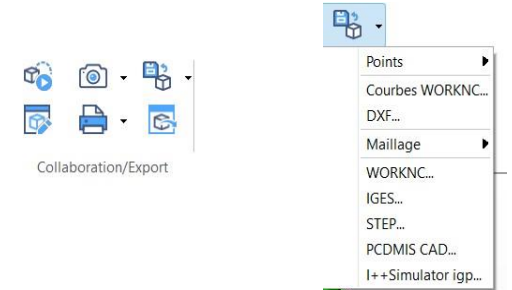 Collaboration/Export
Points
Courbes WORKNC...
DXF...
Maillage
WORKNC...
IGES...
STEP...
PCDMIS CAD...
I++Simulator igp...